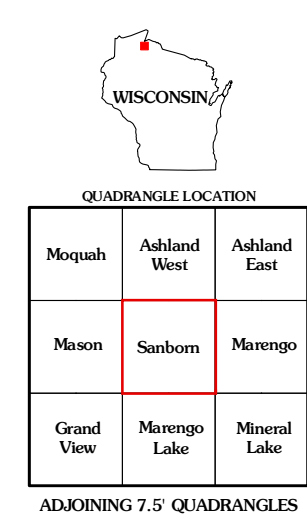 WISCONSIN
QUADRANGLE LOCATION
Moquah
Ashland
West
Ashland
East
Mason
Sanborn
Marengo
Grand
View
Marengo
Lake
Mineral
Lake
ADJOINING 7.5' QUADRANGLES